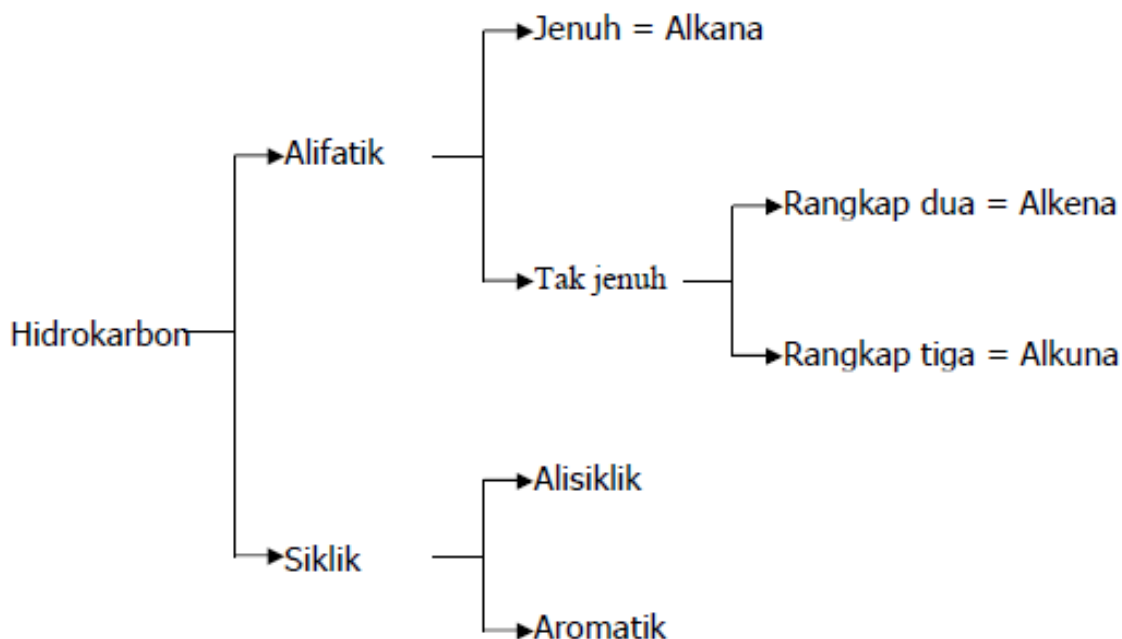 Jenuh = Alkana
Alifatik
Rangkap dua = Alkena
Tak jenuh
Hidrokarbon
Rangkap tiga = Alkuna
Alisiklik
Siklik
Aromatik